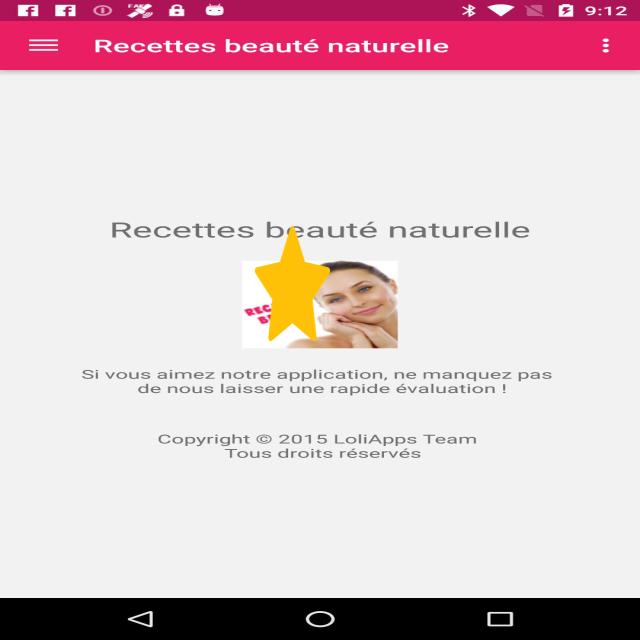 9:12
Recettes beauté naturelle
Recettes beauté naturelle
Si vous aimez notre application, ne manquez pas
de nous laisser une rapide évaluation !
Copyright © 2015 LoliApps Team
Tous droits réservés